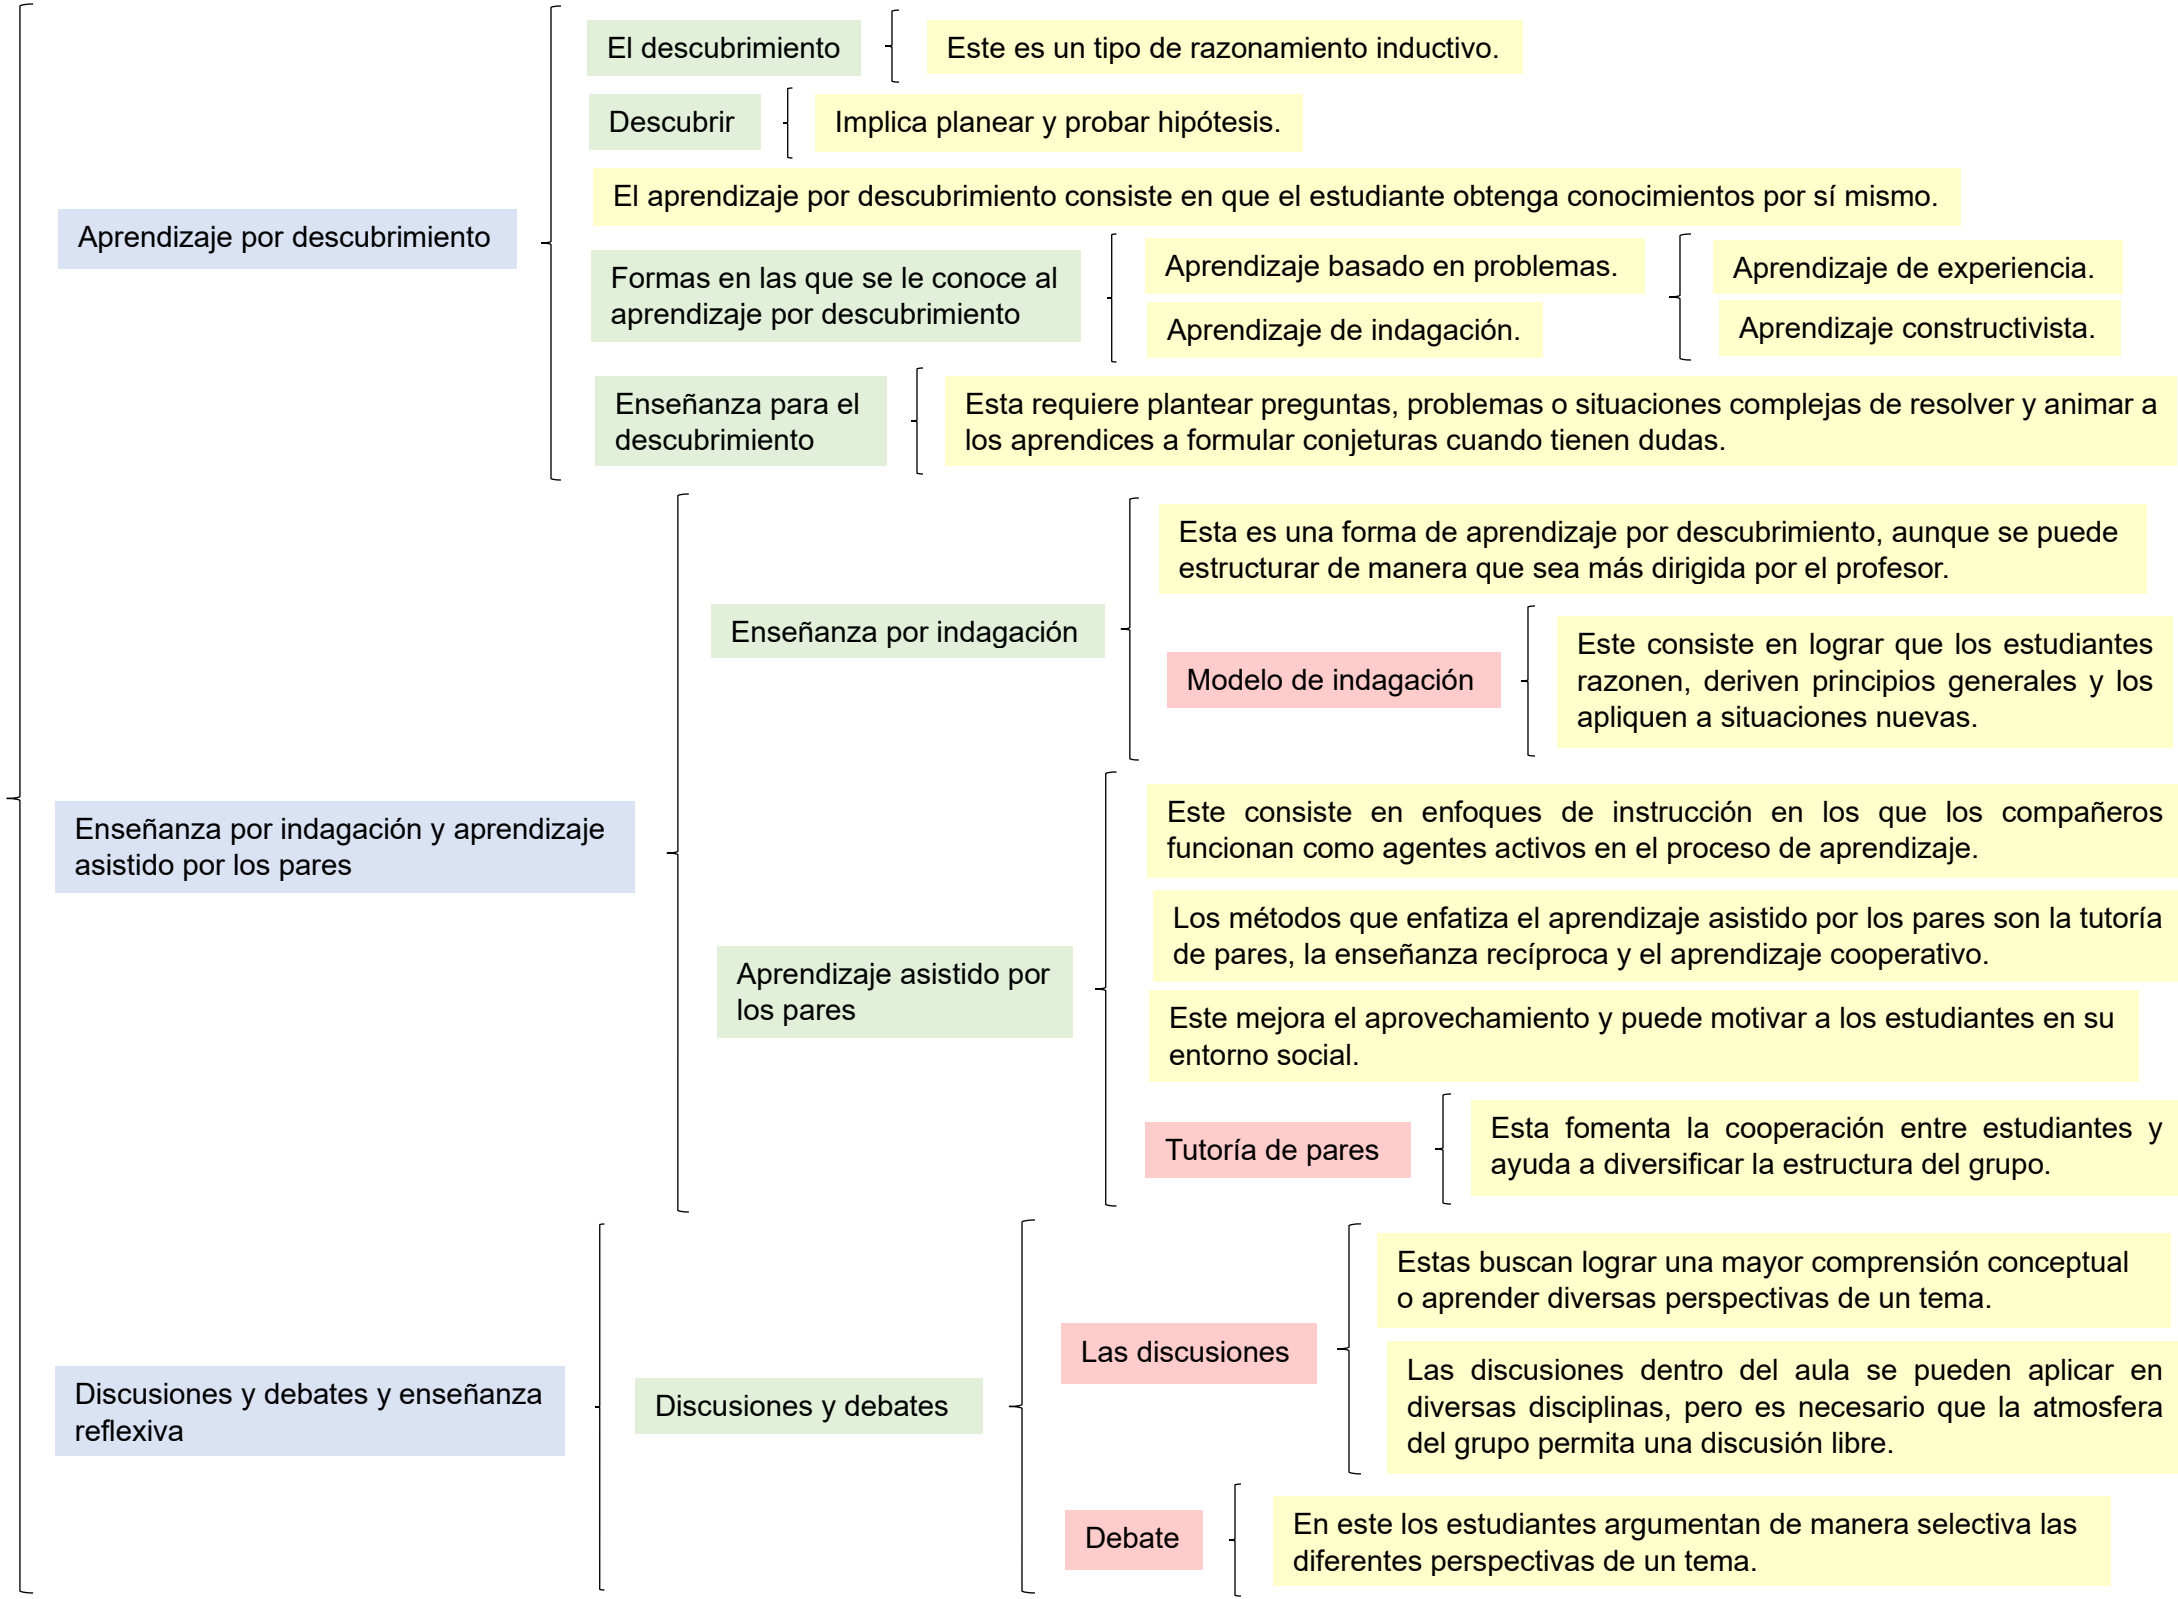 El descubrimiento
Este es un tipo de razonamiento inductivo.
Descubrir
Implica planear y probar hipótesis.
El aprendizaje por descubrimiento consiste en que el estudiante obtenga conocimientos por sí mismo.
Aprendizaje por descubrimiento
Formas en las que se le conoce al
aprendizaje por descubrimiento
Aprendizaje basado en problemas.
Aprendizaje de indagación.
Aprendizaje de experiencia.
Aprendizaje constructivista.
Enseñanza para el
descubrimiento
Esta requiere plantear preguntas, problemas o situaciones complejas de resolver y animar a
los aprendices a formular conjeturas cuando tienen dudas.
Enseñanza por indagación y aprendizaje
asistido por los pares
Enseñanza por indagación
Esta es una forma de aprendizaje por descubrimiento, aunque se puede
estructurar de manera que sea más dirigida por el profesor.
Modelo de indagación
Este consiste en lograr que los estudiantes
razonen, deriven principios generales y los
apliquen a situaciones nuevas.
Aprendizaje asistido por
los pares
Este consiste en enfoques de instrucción en los que los compañeros
funcionan como agentes activos en el proceso de aprendizaje.
Los métodos que enfatiza el aprendizaje asistido por los pares son la tutoría
de pares, la enseñanza recíproca y el aprendizaje cooperativo.
Este mejora el aprovechamiento y puede motivar a los estudiantes en su
entorno social.
Tutoría de pares
Esta fomenta la cooperación entre estudiantes y
ayuda a diversificar la estructura del grupo.
Discusiones y debates y enseñanza
reflexiva
Discusiones y debates
Las discusiones
Estas buscan lograr una mayor comprensión conceptual
o aprender diversas perspectivas de un tema.
Las discusiones dentro del aula se pueden aplicar en
diversas disciplinas, pero es necesario que la atmosfera
del grupo permita una discusión libre.
Debate
En este los estudiantes argumentan de manera selectiva las
diferentes perspectivas de un tema.